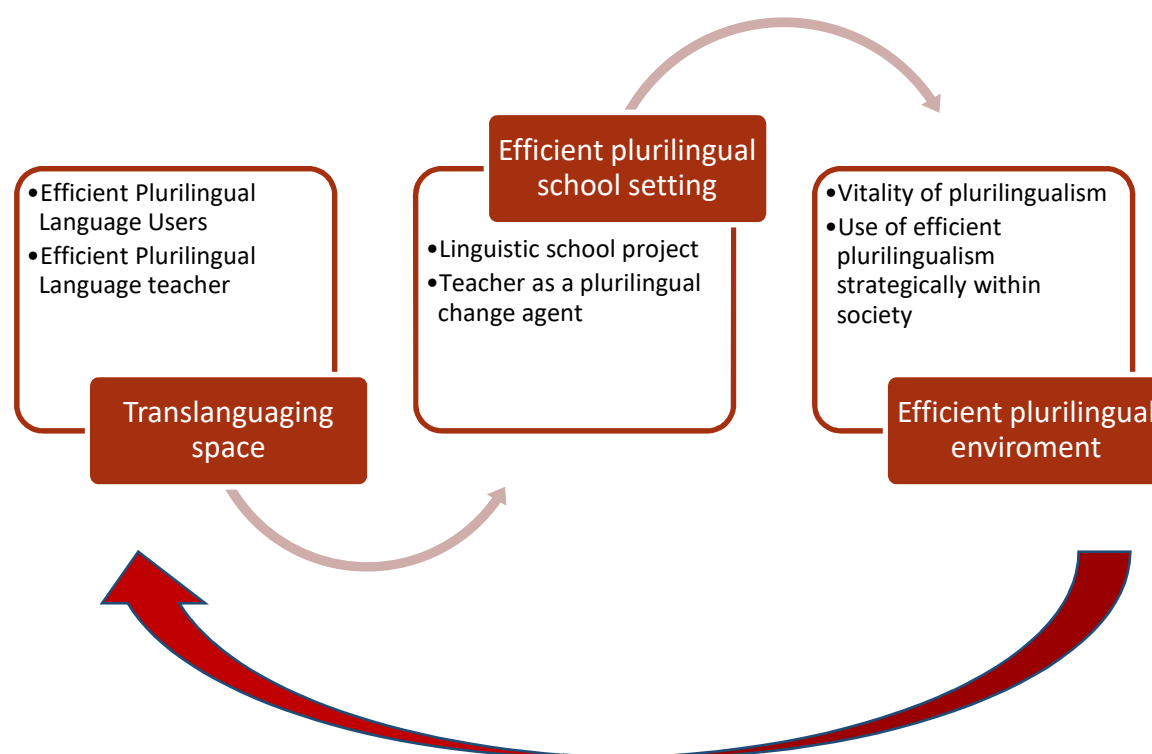 •Efficient Plurilingual
Language Users
•Efficient Plurilingual
Language teacher
Translanguaging
space
Efficient plurilingual
school setting
•Linguistic school project
•Teacher as a plurilingual
change agent
•Vitality of plurilingualism
•Use of efficient
plurilingualism
strategically within
society
Efficient plurilingual
enviroment